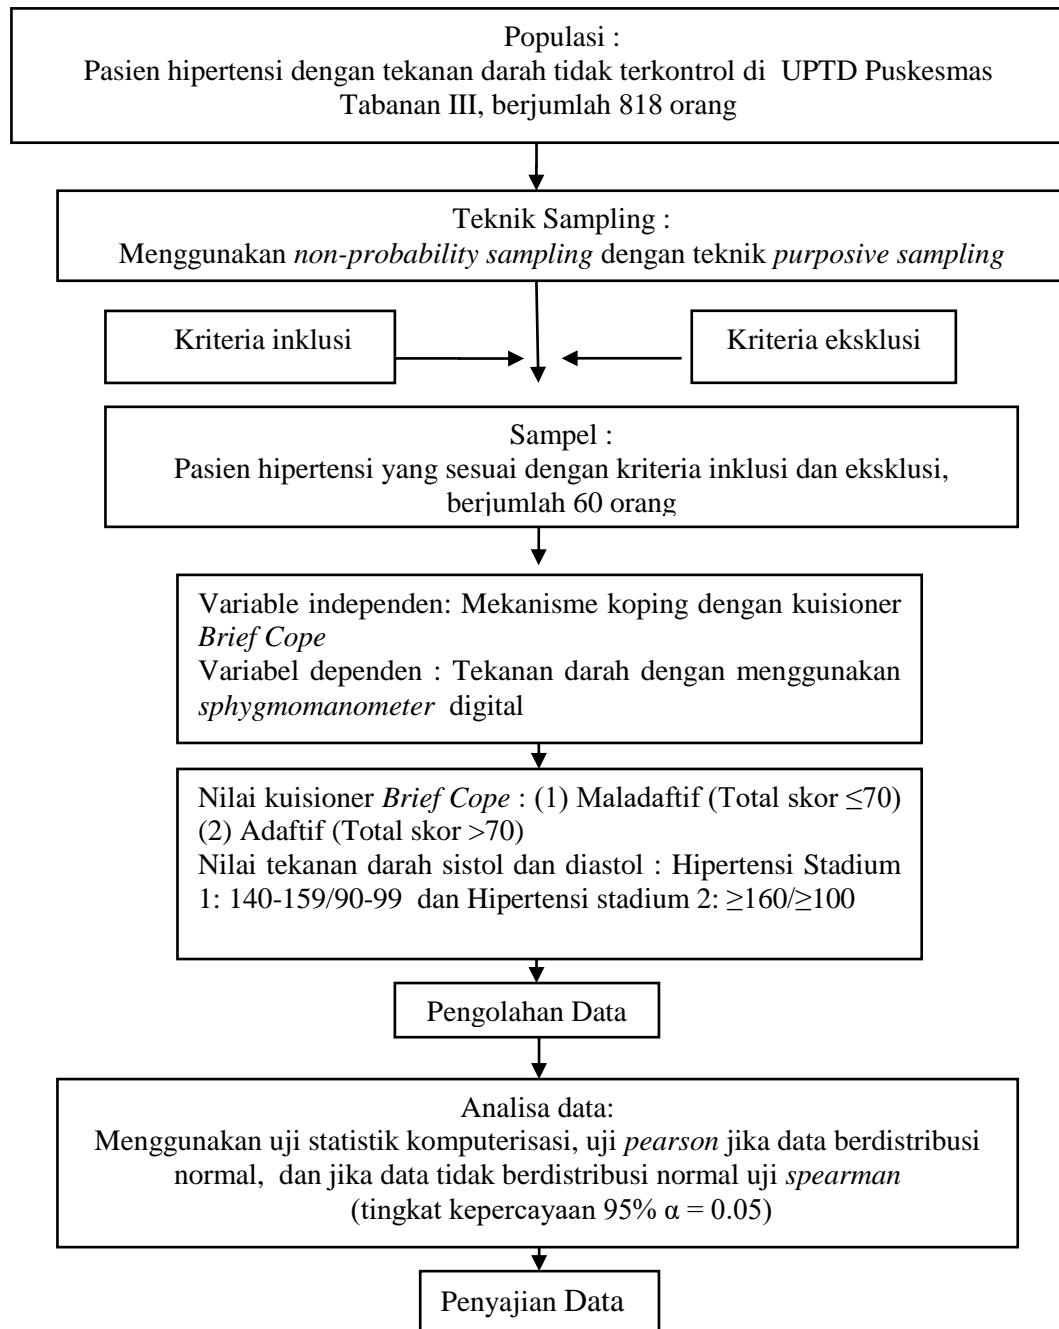 Populasi :
Pasien hipertensi dengan tekanan darah tidak terkontrol di UPTD Puskesmas
Tabanan III, berjumlah 818 orang
Teknik Sampling :
Menggunakan non-probability sampling dengan teknik purposive sampling
Kriteria inklusi
Kriteria eksklusi
Sampel :
Pasien hipertensi yang sesuai dengan kriteria inklusi dan eksklusi,
berjumlah 60 orang
Variable independen: Mekanisme koping dengan kuisioner
Brief Cope
Variabel dependen : Tekanan darah dengan menggunakan
sphygmomanometer digital
Nilai kuisioner Brief Cope : (1) Maladaftif (Total skor ≤70)
(2) Adaftif (Total skor >70)
Nilai tekanan darah sistol dan diastol : Hipertensi Stadium
1: 140-159/90-99 dan Hipertensi stadium 2: ≥160/≥100
Pengolahan Data
Analisa data:
Menggunakan uji statistik komputerisasi, uji pearson jika data berdistribusi
normal, dan jika data tidak berdistribusi normal uji spearman
(tingkat kepercayaan 95% α = 0.05)
Penyajian Data